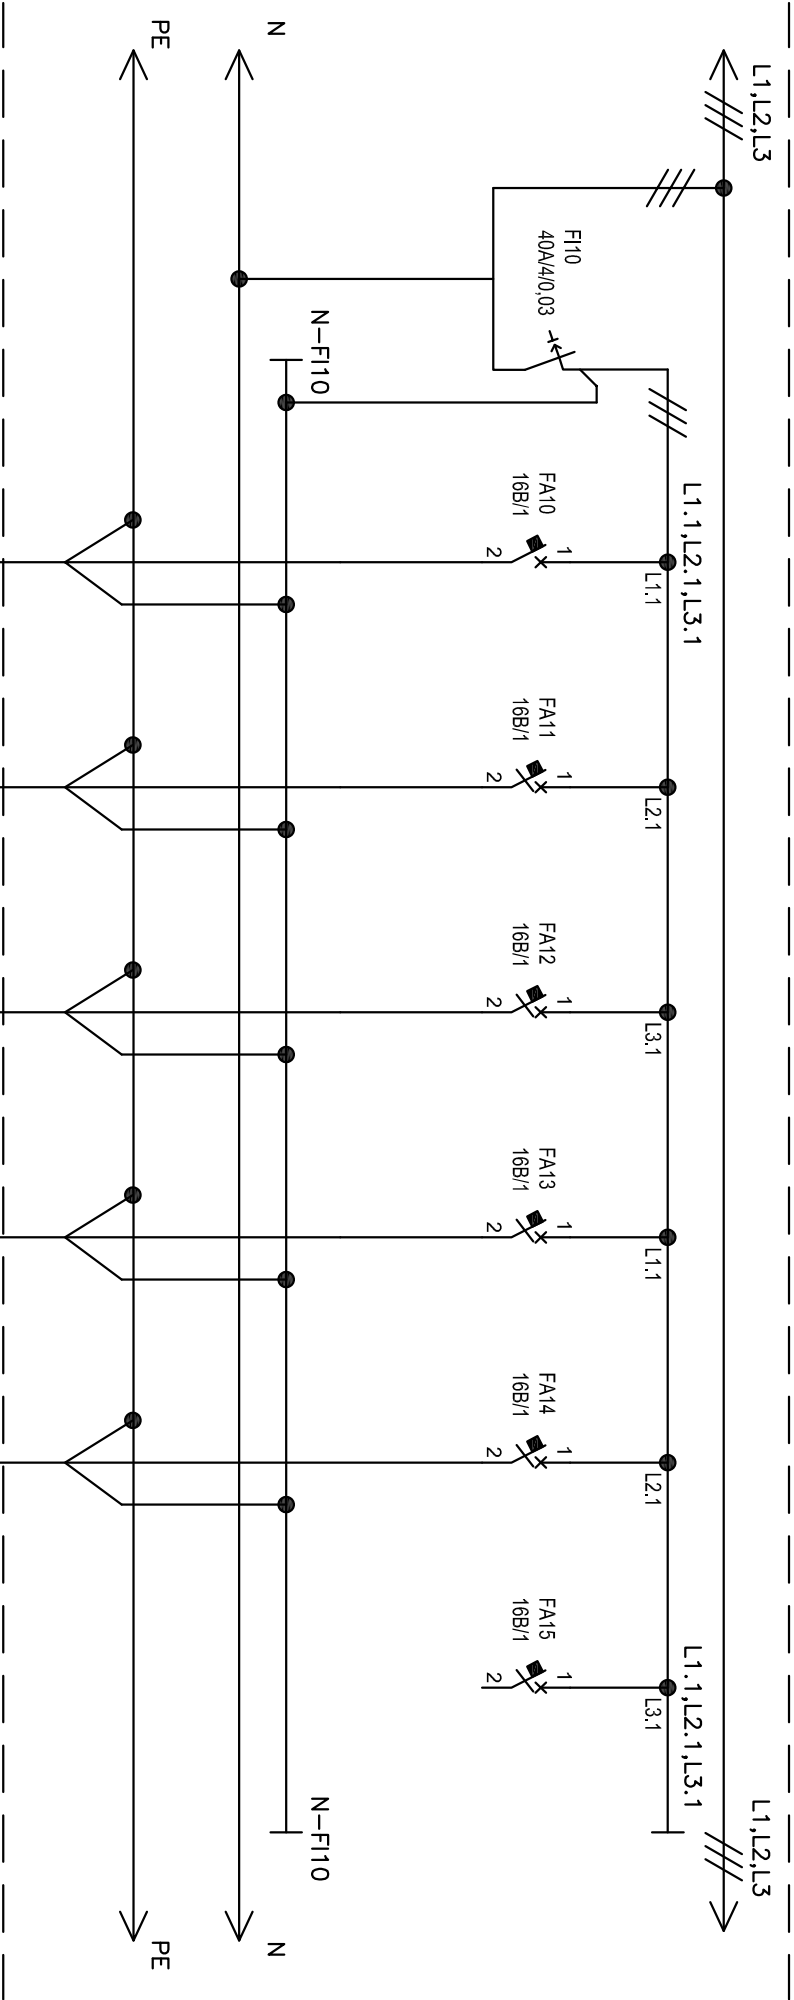 L1,L2,L3
L1,L2,L3
L1.1,L2.1,L3.1
L1.1,L2.1,L3.1
L1.1
L2.1
L3.1
L1.1
L2.1
L3.1
FI10
40A/4/0,03
FA10
16B/1
1
2
FA11
16B/1
1
2
FA12
16B/1
1
2
FA13
16B/1
1
2
FA14
16B/1
1
2
FA15
16B/1
1
2
N-FI10
N-FI10
N
N
PE
PE